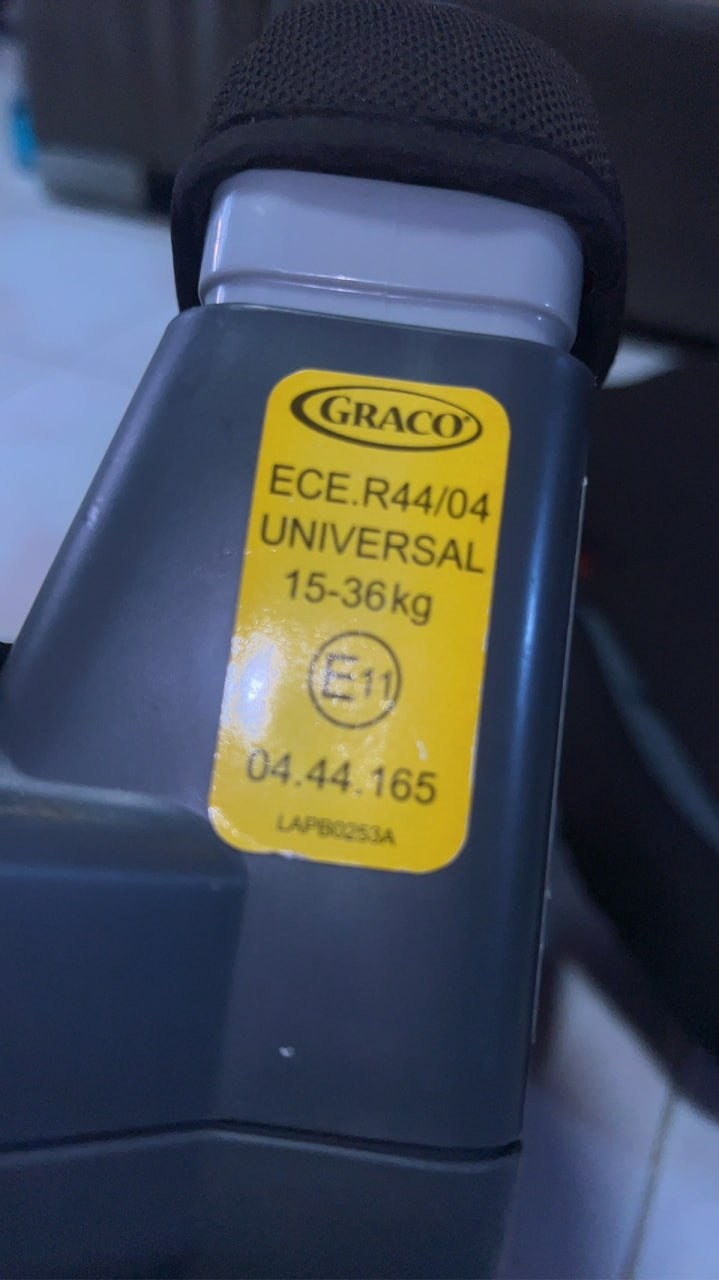 GRACO®
ECE.R44/04
UNIVERSAL
15-36kg
E11
04.44.165
LAPB0253A